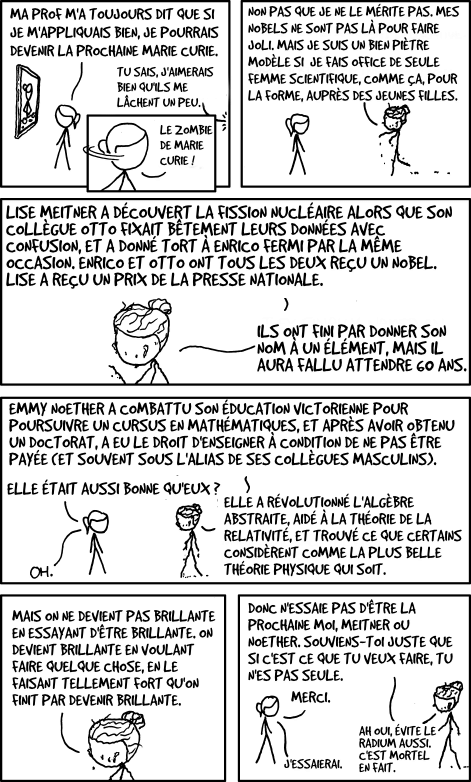 MA PROF M'A TOUJOURS DIT QUE SI
JE M'APPLIQUAIS BIEN, JE POURRAIS
DEVENIR LA PROCHAINE MARIE CURIE.
TU SAIS, J'AIMERAIS
BIEN QU'ILS ME
LÂCHENT UN PEU.
LE ZOMBIE
DE MARIE
CURIE !
NON PAS QUE JE NE LE MÉRITE PAS. MES
NOBELS NE SONT PAS LÀ POUR FAIRE
JOLI. MAIS JE SUIS UN BIEN PIÈTRE
MODÈLE SI JE FAIS OFFICE DE SEULE
FEMME SCIENTIFIQUE, COMME ÇA, POUR
LA FORME, AUPRÈS DES JEUNES FILLES.
LISE MEITNER A DÉCOUVERT LA FISSION NUCLÉAIRE ALORS QUE SON
COLLÈGUE OTTO FIXAIT BÊTEMENT LEURS DONNÉES AVEC
CONFUSION, ET A DONNÉ TORT À ENRICO FERMI PAR LA MÊME
OCCASION. ENRICO ET OTTO ONT TOUS LES DEUX REÇU UN NOBEL.
LISE A REÇU UN PRIX DE LA PRESSE NATIONALE.
ILS ONT FINI PAR DONNER SON
NOM À UN ÉLÉMENT, MAIS IL
AURA FALLU ATTENDRE 60 ANS.
EMMY NOETHER A COMBATTU SON ÉDUCATION VICTORIENNE POUR
POURSUIVRE UN CURSUS EN MATHÉMATIQUES, ET APRÈS AVOIR OBTENU
UN DOCTORAT, A EU LE DROIT D'ENSEIGNER À CONDITION DE NE PAS ÊTRE
PAYÉE (ET SOUVENT SOUS L'ALIAS DE SES COLLÈGUES MASCULINS).
ELLE ÉTAIT AUSSI BONNE QU'EUX ?
ELLE A RÉVOLUTIONNÉ L'ALGÈBRE
ABSTRAITE, AIDÉ À LA THÉORIE DE LA
RELATIVITÉ, ET TROUVÉ CE QUE CERTAINS
CONSIDÈRENT COMME LA PLUS BELLE
THÉORIE PHYSIQUE QUI SOIT.
OH.
MAIS ON NE DEVIENT PAS BRILLANTE
EN ESSAYANT D'ÊTRE BRILLANTE. ON
DEVIENT BRILLANTE EN VOULANT
FAIRE QUELQUE CHOSE, EN LE
FAISANT TELLEMENT FORT QU'ON
FINIT PAR DEVENIR BRILLANTE.
DONC N'ESSAIE PAS D'ÊTRE LA
PROCHAINE MOI, MEITNER OU
NOETHER. SOUVIENS-TOI JUSTE QUE
SI C'EST CE QUE TU VEUX FAIRE, TU
N'ES PAS SEULE.
MERCI.
J'ESSAIERAI.
AH OUI, ÉVITE LE
RADIUM AUSSI.
C'EST MORTEL
EN FAIT.